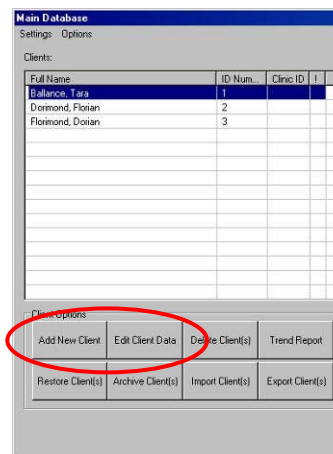 Main Database
Settings Options
Clients:
Full Name ID Num... Clinic ID !
Ballance, Tara 1
Dorimond, Florian 2
Florimond, Dorian 3
Client Options
Add New Client Edit Client Data Delete Client(s) Trend Report
Restore Client(s) Archive Client(s) Import Client(s) Export Client(s)